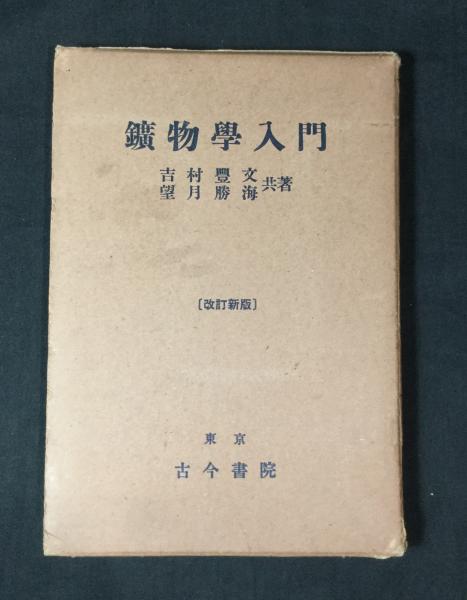 鑛物學入門
吉村豐文
望月勝海
共著
〔改訂新版〕
東京
古今書院